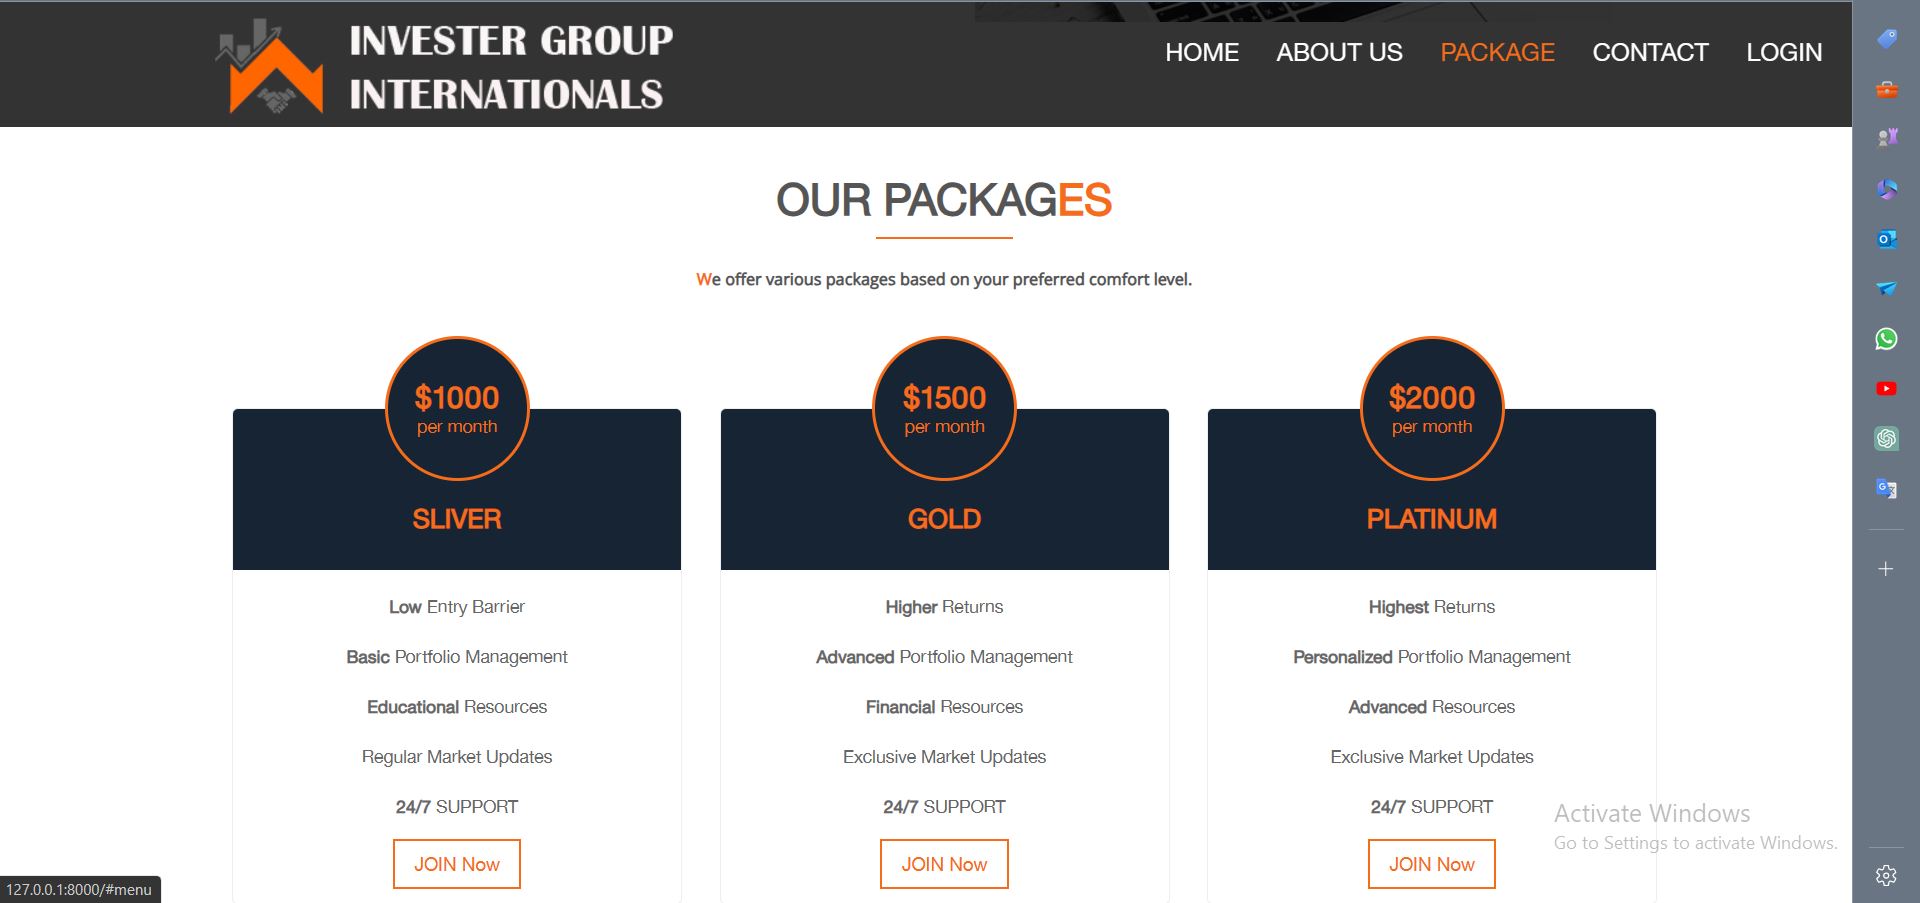 INVESTER GROUP
INTERNATIONALS
HOME ABOUT US PACKAGE CONTACT LOGIN
OUR PACKAGES
We offer various packages based on your preferred comfort level.
$1000
per month
SLIVER
Low Entry Barrier
Basic Portfolio Management
Educational Resources
Regular Market Updates
24/7 SUPPORT
JOIN Now
$1500
per month
GOLD
Higher Returns
Advanced Portfolio Management
Financial Resources
Exclusive Market Updates
24/7 SUPPORT
JOIN Now
$2000
per month
PLATINUM
Highest Returns
Personalized Portfolio Management
Advanced Resources
Exclusive Market Updates
24/7 SUPPORT
JOIN Now
Activate Windows
Go to Settings to activate Windows.
127.0.0.1:8000/#menu